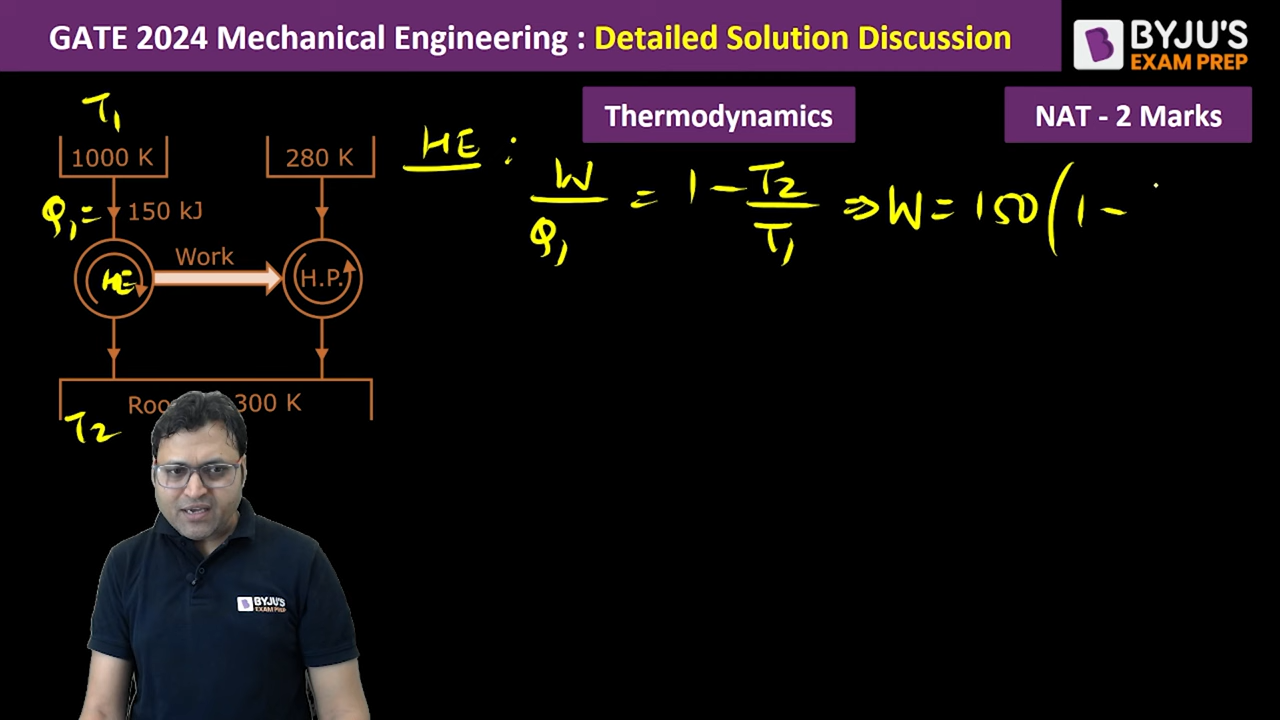 GATE 2024 Mechanical Engineering : Detailed Solution Discussion
BYJU'S
EXAM PREP
Thermodynamics
NAT - 2 Marks
T₁
1000 K
280 K
Q₁ = 150 kJ
Work
HE
H.P.
300 K
T₂
HE :
W/Q₁ = 1 - T₂/T₁ ⇒ W = 150 ( 1 -
BYJU'S
EXAM PREP